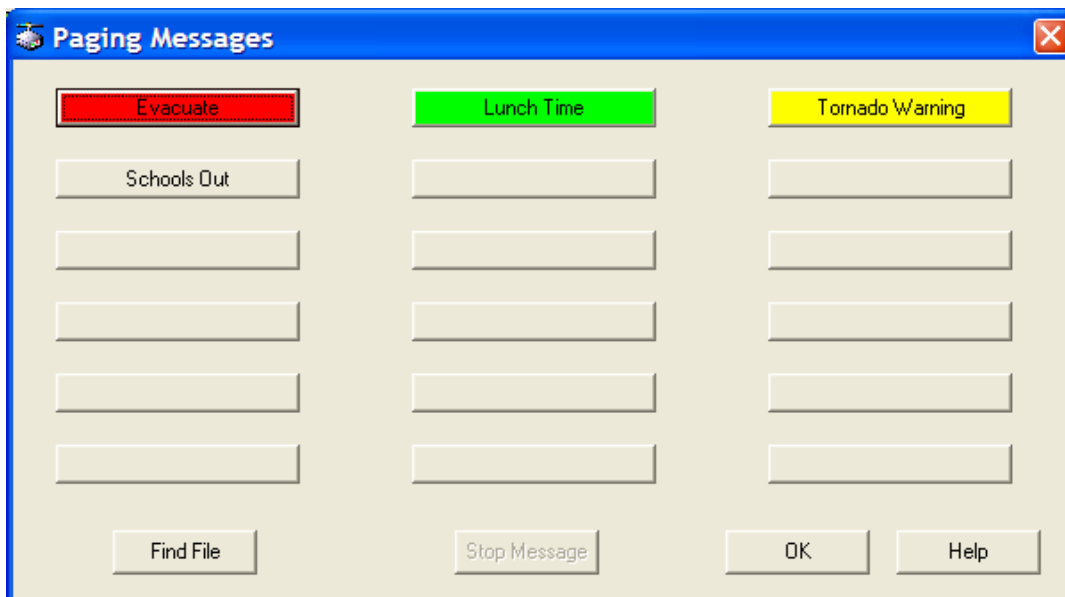 Paging Messages
Evacuate Lunch Time Tornado Warning
Schools Out
Find File Stop Message OK Help